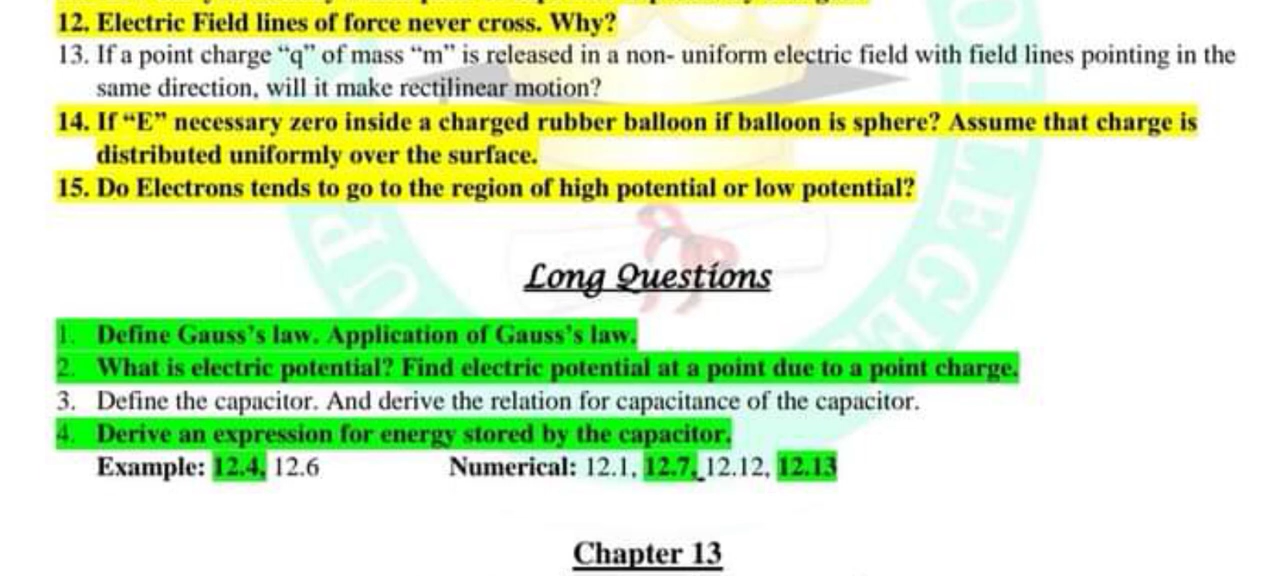 12. Electric Field lines of force never cross. Why?
13. If a point charge “q” of mass “m” is released in a non- uniform electric field with field lines pointing in the
same direction, will it make rectilinear motion?
14. If “E” necessary zero inside a charged rubber balloon if balloon is sphere? Assume that charge is
distributed uniformly over the surface.
15. Do Electrons tends to go to the region of high potential or low potential?
Long Questions
1. Define Gauss’s law. Application of Gauss’s law.
2. What is electric potential? Find electric potential at a point due to a point charge.
3. Define the capacitor. And derive the relation for capacitance of the capacitor.
4. Derive an expression for energy stored by the capacitor.
Example: 12.4, 12.6 Numerical: 12.1, 12.7, 12.12, 12.13
Chapter 13